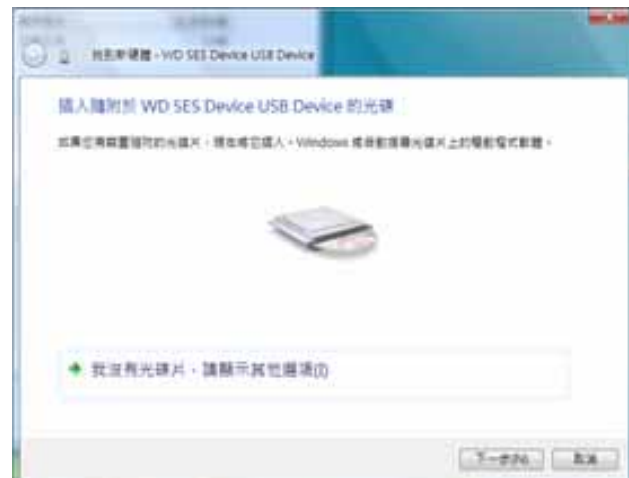 找到新硬體 - WD SES Device USB Device
插入隨附於 WD SES Device USB Device 的光碟
如果您有裝置隨附的光碟片，現在將它插入。Windows 會自動搜尋光碟片上的驅動程式軟體。
我沒有光碟片，請顯示其他選項(I)
下一步(N)
取消